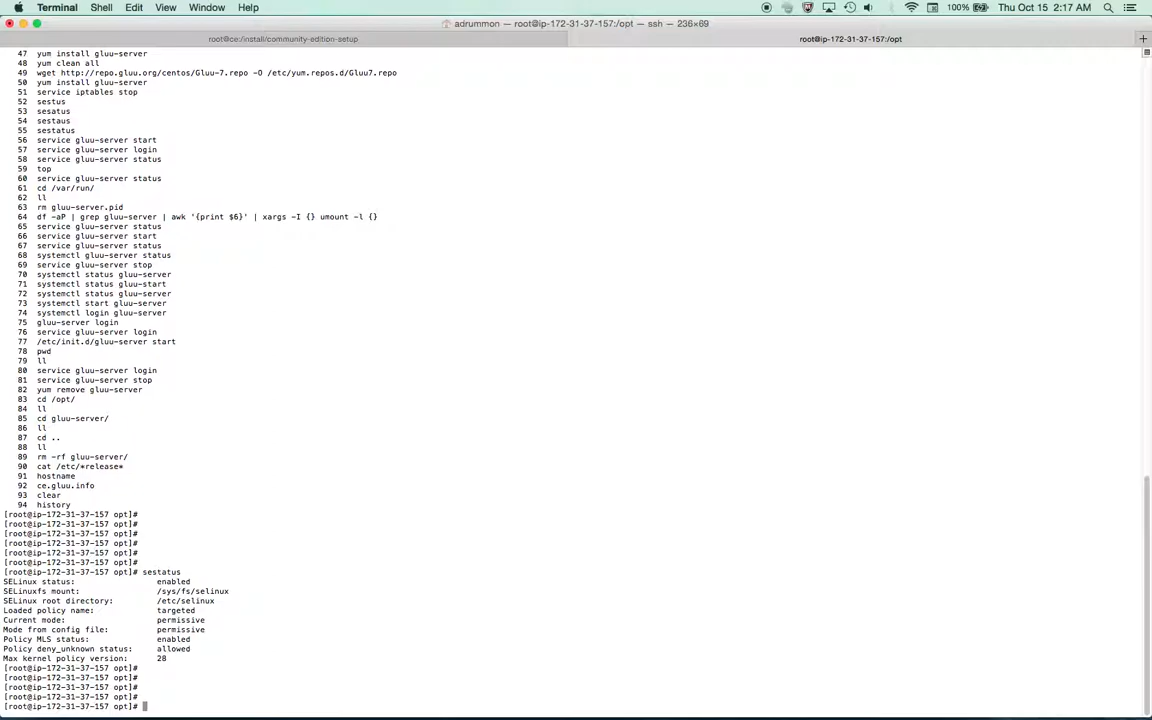 Terminal Shell Edit View Window Help 100% Thu Oct 15 2:17 AM
adrummon — root@ip-172-31-37-157:/opt — ssh — 236×69
root@ce:/install/community-edition-setup root@ip-172-31-37-157:/opt
47 yum install gluu-server
48 yum clean all
49 wget http://repo.gluu.org/centos/Gluu-7.repo -O /etc/yum.repos.d/Gluu7.repo
50 yum install gluu-server
51 service iptables stop
52 sestus
53 sesatus
54 sestaus
55 sestatus
56 service gluu-server start
57 service gluu-server login
58 service gluu-server status
59 top
60 service gluu-server status
61 cd /var/run/
62 ll
63 rm gluu-server.pid
64 df -aP | grep gluu-server | awk '{print $6}' | xargs -I {} umount -l {}
65 service gluu-server status
66 service gluu-server start
67 service gluu-server status
68 systemctl gluu-server status
69 service gluu-server stop
70 systemctl status gluu-server
71 systemctl status gluu-start
72 systemctl status gluu-server
73 systemctl start gluu-server
74 systemctl login gluu-server
75 gluu-server login
76 service gluu-server login
77 /etc/init.d/gluu-server start
78 pwd
79 ll
80 service gluu-server login
81 service gluu-server stop
82 yum remove gluu-server
83 cd /opt/
84 ll
85 cd gluu-server/
86 ll
87 cd ..
88 ll
89 rm -rf gluu-server/
90 cat /etc/*release*
91 hostname
92 ce.gluu.info
93 clear
94 history
[root@ip-172-31-37-157 opt]#
[root@ip-172-31-37-157 opt]#
[root@ip-172-31-37-157 opt]#
[root@ip-172-31-37-157 opt]#
[root@ip-172-31-37-157 opt]#
[root@ip-172-31-37-157 opt]#
[root@ip-172-31-37-157 opt]# sestatus
SELinux status: enabled
SELinuxfs mount: /sys/fs/selinux
SELinux root directory: /etc/selinux
Loaded policy name: targeted
Current mode: permissive
Mode from config file: permissive
Policy MLS status: enabled
Policy deny_unknown status: allowed
Max kernel policy version: 28
[root@ip-172-31-37-157 opt]#
[root@ip-172-31-37-157 opt]#
[root@ip-172-31-37-157 opt]#
[root@ip-172-31-37-157 opt]#
[root@ip-172-31-37-157 opt]#